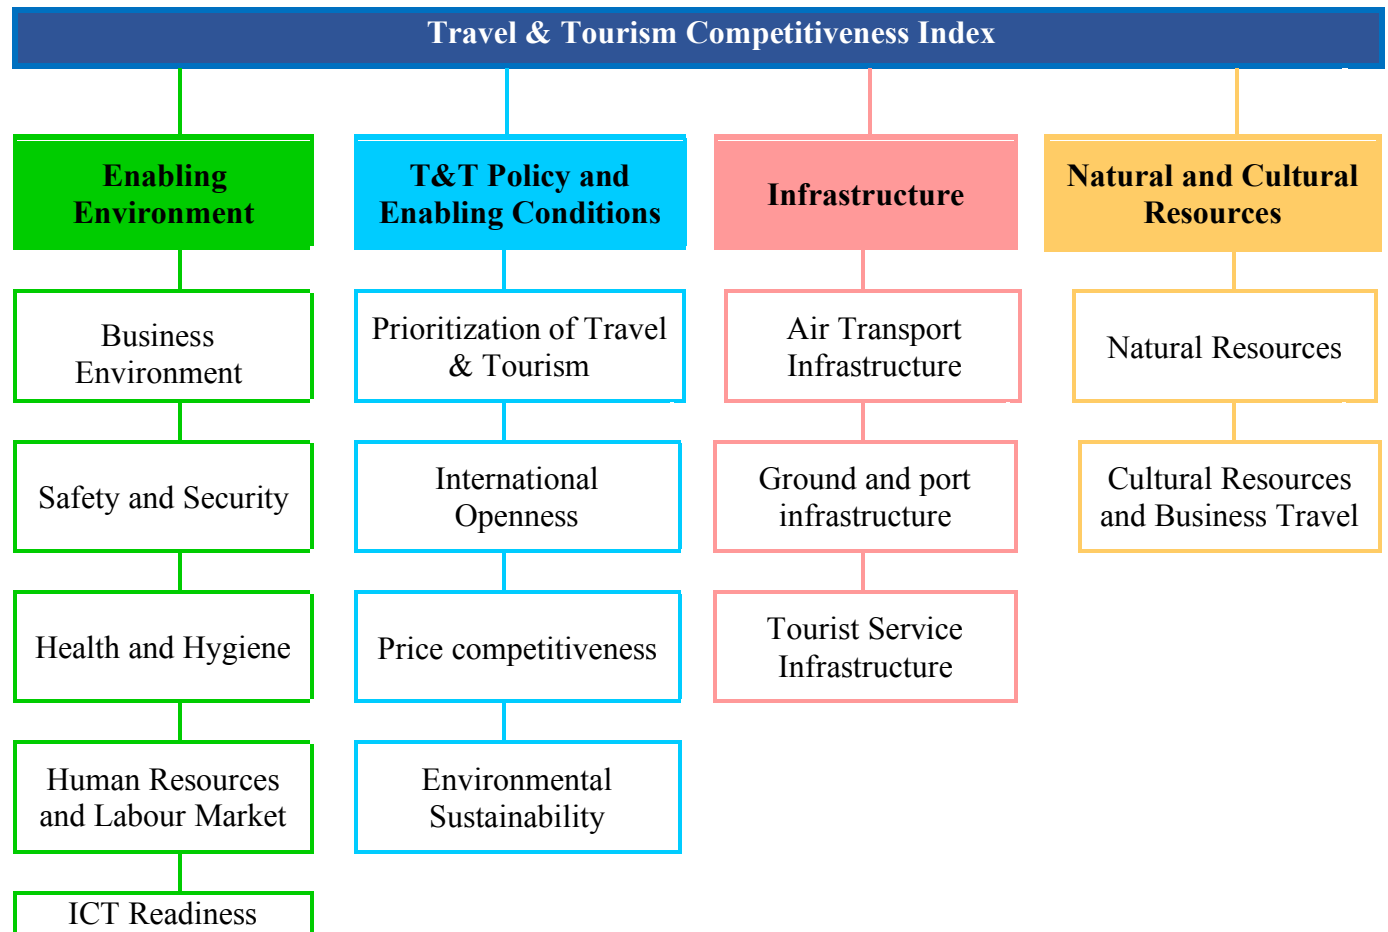 Travel & Tourism Competitiveness Index
Enabling
Environment
T&T Policy and
Enabling Conditions
Infrastructure
Natural and Cultural
Resources
Business
Environment
Prioritization of Travel
& Tourism
Air Transport
Infrastructure
Natural Resources
Safety and Security
International
Openness
Ground and port
infrastructure
Cultural Resources
and Business Travel
Health and Hygiene
Price competitiveness
Tourist Service
Infrastructure
Human Resources
and Labour Market
Environmental
Sustainability
ICT Readiness